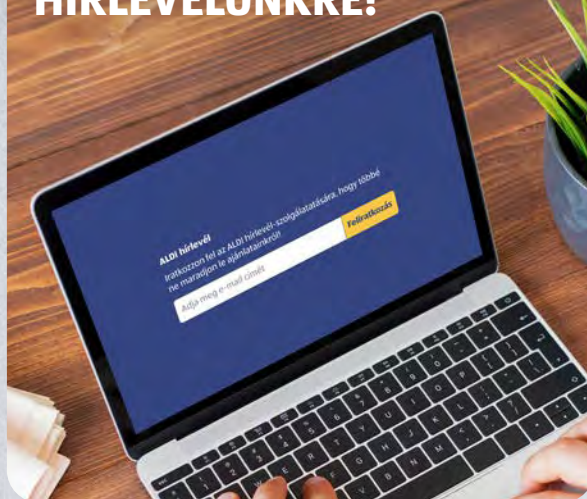 HÍRLEVELÜNKRE!
ALDI hírlevél
Iratkozzon fel az ALDI hírlevél-szolgáltatására, hogy többé
ne maradjon le ajánlatainkról!
Adja meg e-mail címét
Feliratkozás